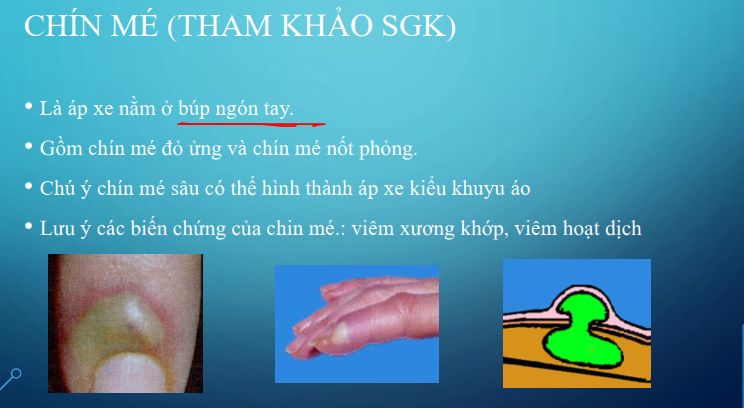 CHÍN MÉ (THAM KHẢO SGK)
• Là áp xe nằm ở búp ngón tay.
• Gồm chín mé đỏ ửng và chín mé nốt phỏng.
• Chú ý chín mé sâu có thể hình thành áp xe kiểu khuyu áo
• Lưu ý các biến chứng của chin mé.: viêm xương khớp, viêm hoạt dịch